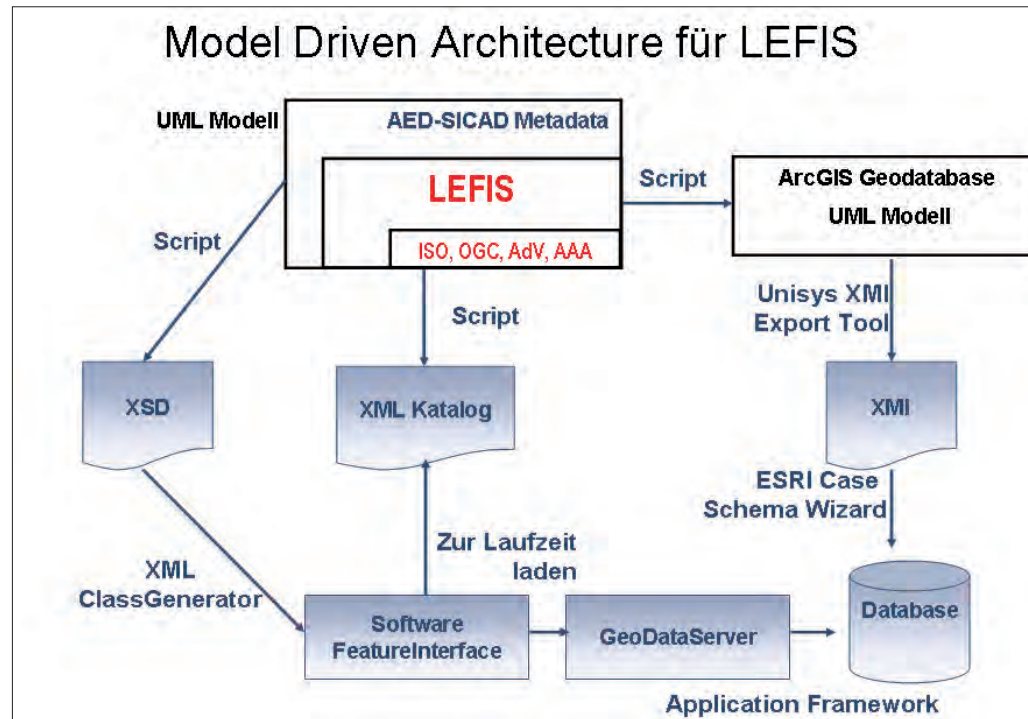 Model Driven Architecture für LEFIS
UML Modell
AED-SICAD Metadata
LEFIS
ISO, OGC, AdV, AAA
Script
ArcGIS Geodatabase
UML Modell
Script
Script
Unisys XMI
Export Tool
XSD
XML Katalog
XMI
ESRI Case
Schema Wizard
XML
ClassGenerator
Zur Laufzeit
laden
Software
FeatureInterface
GeoDataServer
Database
Application Framework